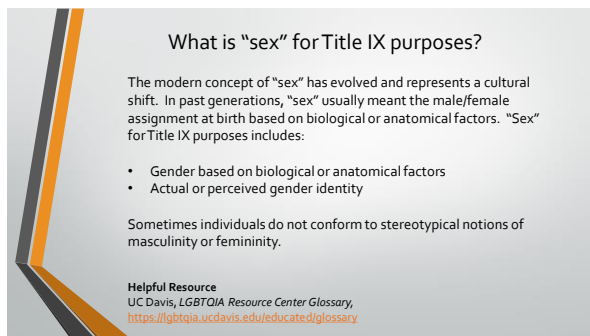 What is “sex” for Title IX purposes?
The modern concept of “sex” has evolved and represents a cultural
shift. In past generations, “sex” usually meant the male/female
assignment at birth based on biological or anatomical factors. “Sex”
for Title IX purposes includes:
• Gender based on biological or anatomical factors
• Actual or perceived gender identity
Sometimes individuals do not conform to stereotypical notions of
masculinity or femininity.
Helpful Resource
UC Davis, LGBTQIA Resource Center Glossary,
https://lgbtqia.ucdavis.edu/educated/glossary